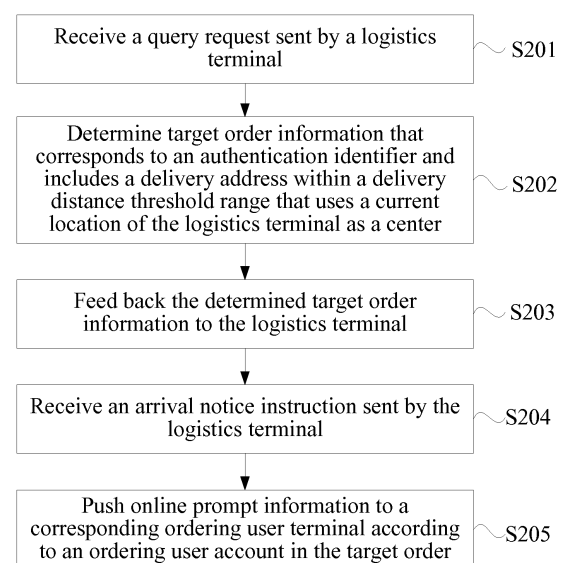 Receive a query request sent by a logistics
terminal
S201
Determine target order information that
corresponds to an authentication identifier and
includes a delivery address within a delivery
distance threshold range that uses a current
location of the logistics terminal as a center
S202
Feed back the determined target order
information to the logistics terminal
S203
Receive an arrival notice instruction sent by the
logistics terminal
S204
Push online prompt information to a
corresponding ordering user terminal according
to an ordering user account in the target order
S205